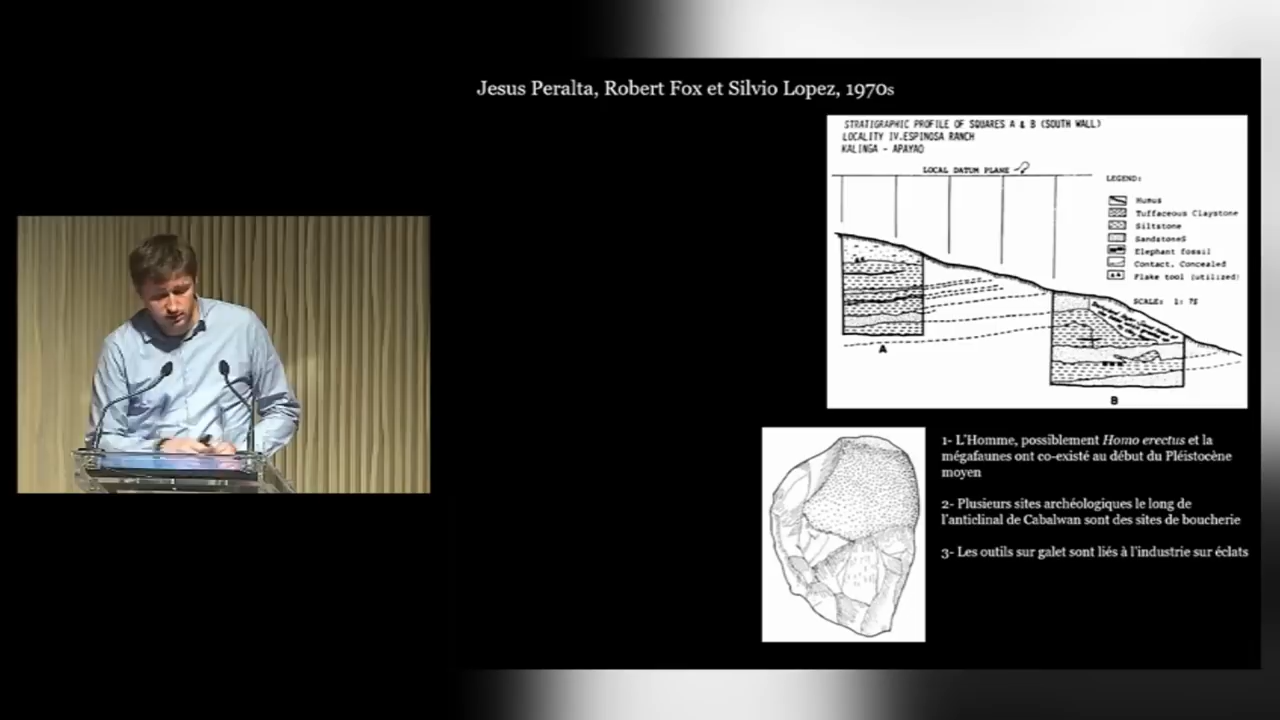 Jesus Peralta, Robert Fox et Silvio Lopez, 1970s
STRATIGRAPHIC PROFILE OF SQUARES A & B (SOUTH WALL)
LOCALITY IV.ESPINOSA RANCH
KALINGA - APAYAO
LOCAL DATUM PLANE
LEGEND:
Humus
Tuffaceous Claystone
Siltstone
Sandstones
Elephant fossil
Contact, Concealed
Flake tool (utilized)
SCALE: 1: 75
A
B
1- L'Homme, possiblement Homo erectus et la
mégafaunes ont co-existé au début du Pléistocène
moyen
2- Plusieurs sites archéologiques le long de
l'anticlinal de Cabalwan sont des sites de boucherie
3- Les outils sur galet sont liés à l'industrie sur éclats